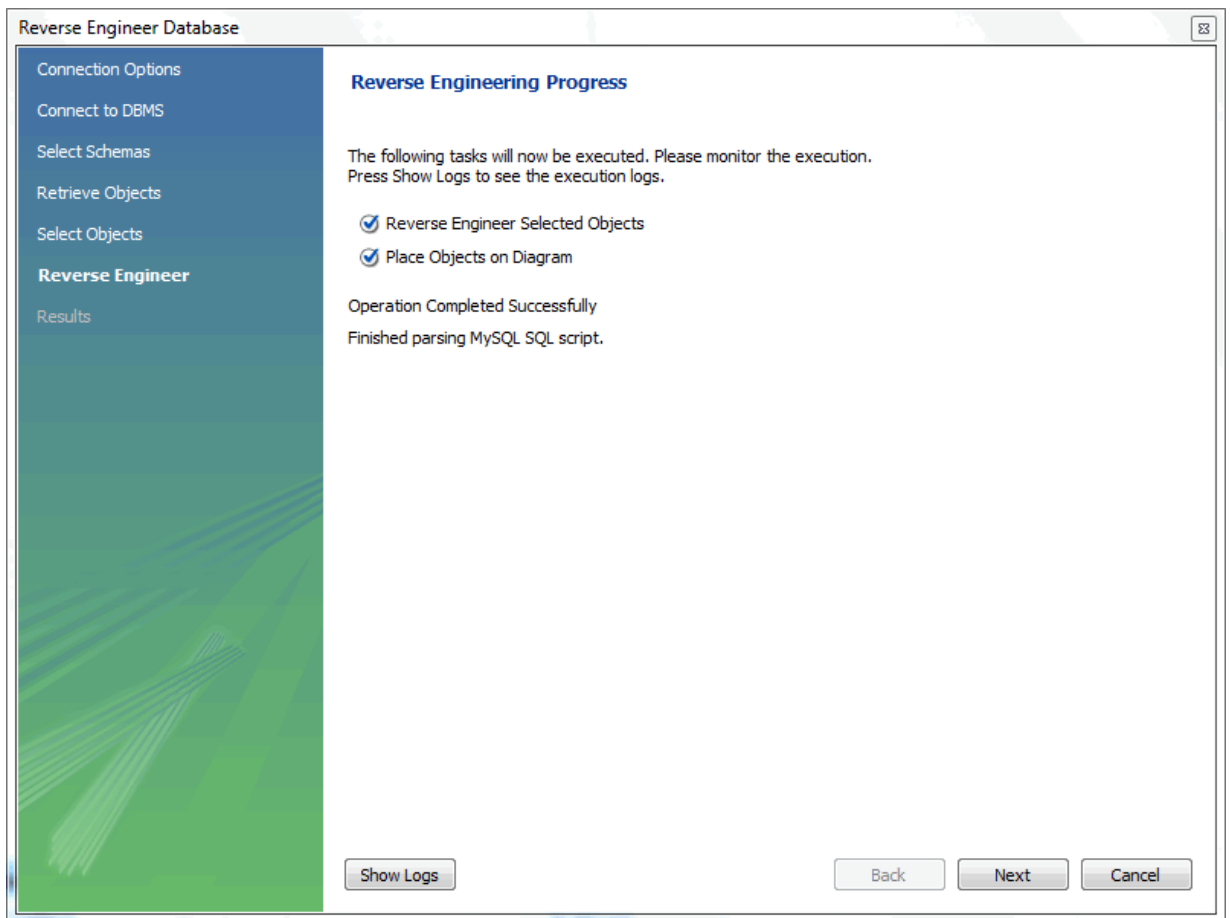 Reverse Engineer Database
Connection Options
Connect to DBMS
Select Schemas
Retrieve Objects
Select Objects
Reverse Engineer
Results
Reverse Engineering Progress
The following tasks will now be executed. Please monitor the execution.
Press Show Logs to see the execution logs.
Reverse Engineer Selected Objects
Place Objects on Diagram
Operation Completed Successfully
Finished parsing MySQL SQL script.
Show Logs
Back
Next
Cancel